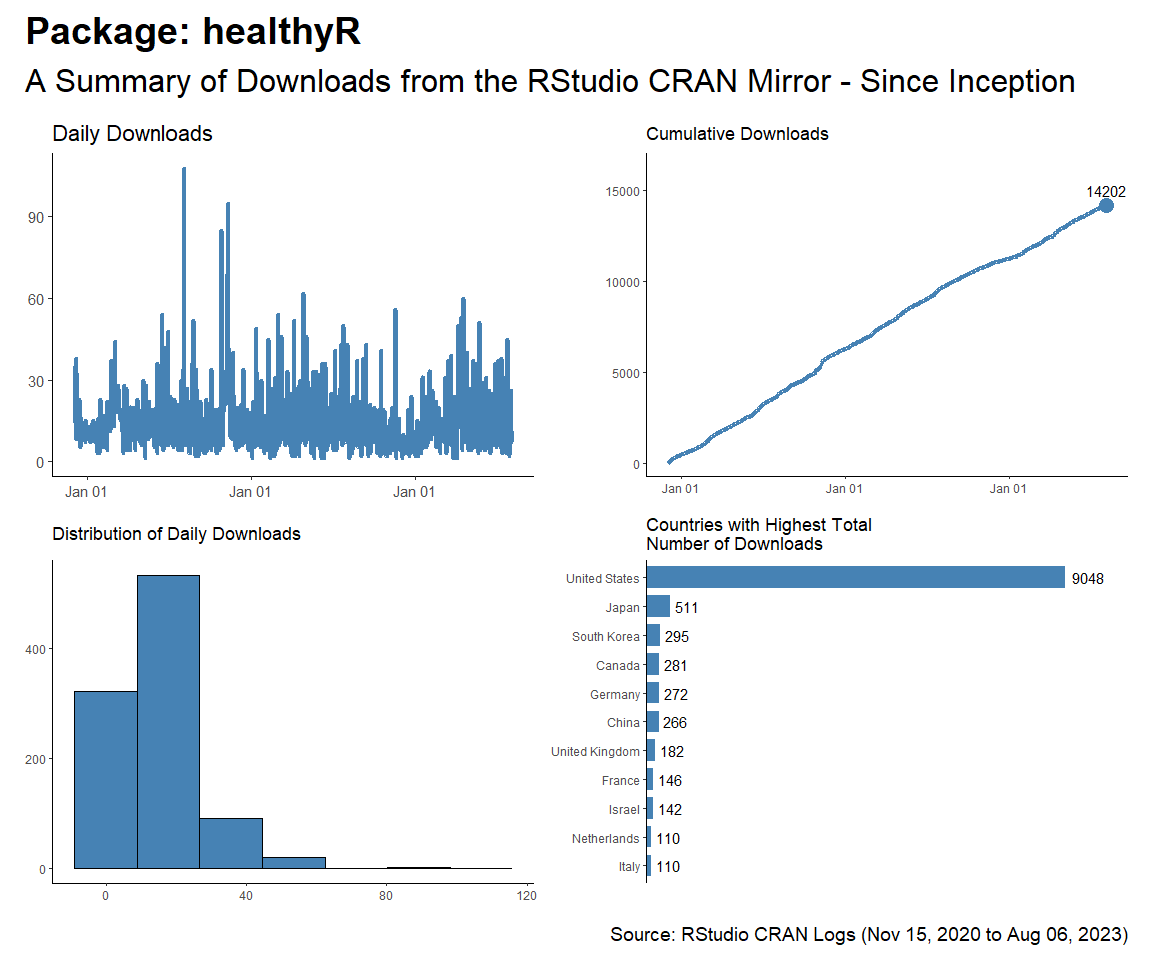 Package: healthyR
A Summary of Downloads from the RStudio CRAN Mirror - Since Inception
Daily Downloads
90
60
30
0
Jan 01
Jan 01
Jan 01
Cumulative Downloads
15000
10000
5000
0
14202
Jan 01
Jan 01
Jan 01
Distribution of Daily Downloads
400
200
0
0
40
80
120
Countries with Highest Total
Number of Downloads
United States 9048
Japan 511
South Korea 295
Canada 281
Germany 272
China 266
United Kingdom 182
France 146
Israel 142
Netherlands 110
Italy 110
Source: RStudio CRAN Logs (Nov 15, 2020 to Aug 06, 2023)